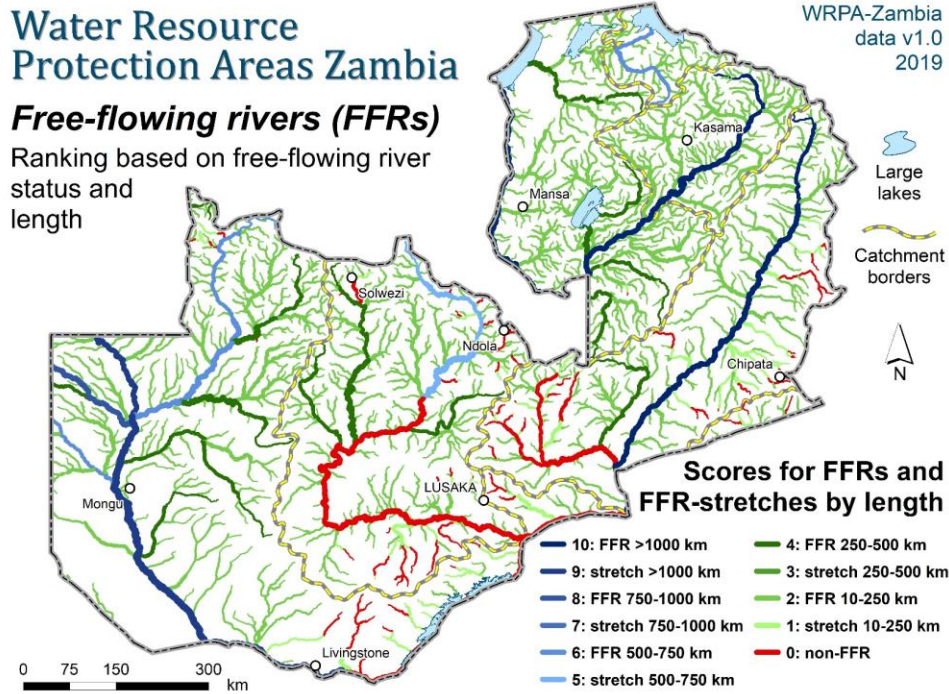 Water Resource
Protection Areas Zambia
Free-flowing rivers (FFRs)
Ranking based on free-flowing river
status and
length
WRPA-Zambia
data v1.0
2019
Large
lakes
Catchment
borders
N
Kasama
Mansa
Solwezi
Ndola
Chipata
Mongu
LUSAKA
Livingstone
Scores for FFRs and
FFR-stretches by length
10: FFR >1000 km
9: stretch >1000 km
8: FFR 750-1000 km
7: stretch 750-1000 km
6: FFR 500-750 km
5: stretch 500-750 km
4: FFR 250-500 km
3: stretch 250-500 km
2: FFR 10-250 km
1: stretch 10-250 km
0: non-FFR
0 75 150 300
km